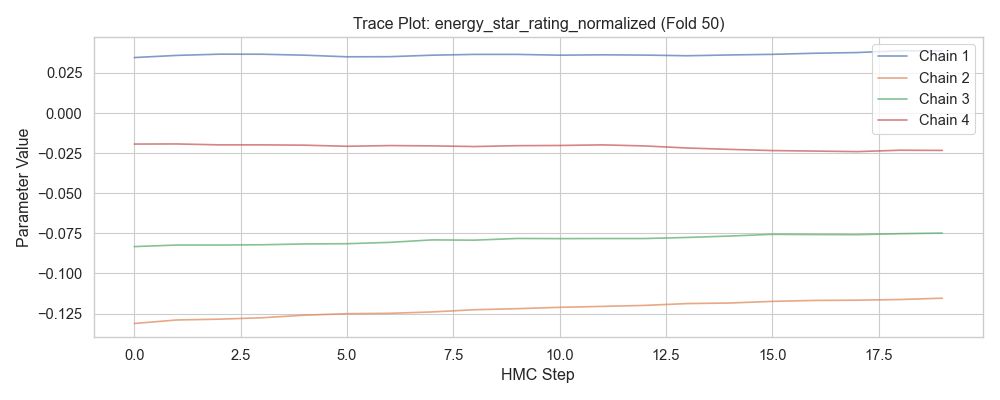 Trace Plot: energy_star_rating_normalized (Fold 50)
Chain 1
Chain 2
Chain 3
Chain 4
Parameter Value
0.025
0.000
−0.025
−0.050
−0.075
−0.100
−0.125
0.0 2.5 5.0 7.5 10.0 12.5 15.0 17.5
HMC Step